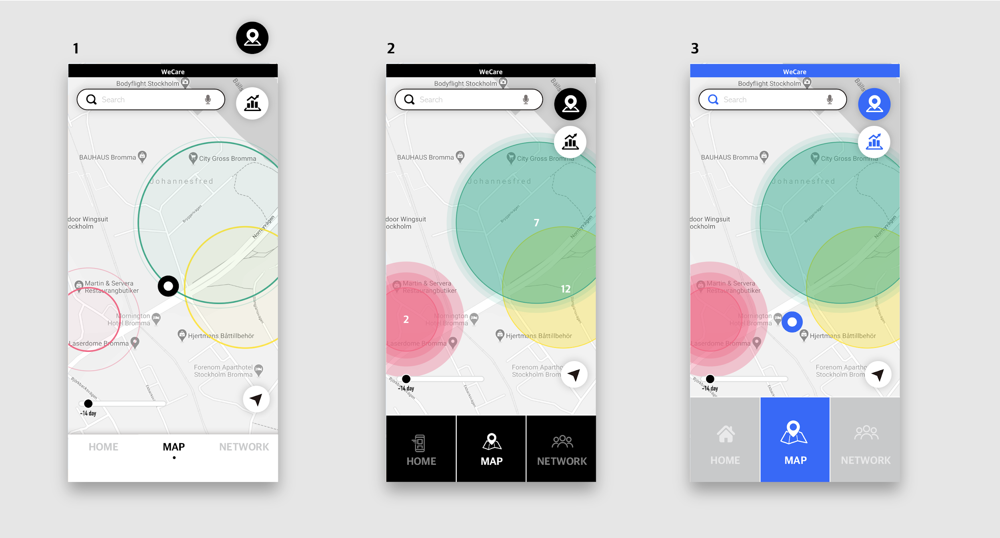 1
WeCare
Bodyflight Stockholm
Bälls
Search
BAUHAUS Bromma
City Gross Bromma
Johannesfred
Bryggerivägen
door Wingsuit
ockholm
Norrbyvägen
Martin & Servera
Restaurangbutiker
Stångjärnsvägen
Mornington
Hotel Bromma
Hjertmans Båttillbehör
Laserdome Bromma
Forenom Aparthotel
Stockholm Bromma
Björkbacksvägen
Ekbacksv
-14 day
HOME
MAP
NETWORK
2
WeCare
Bodyflight Stockholm
Bälls
Search
BAUHAUS Bromma
City Gross Bromma
Johannesfred
Bryggerivägen
door Wingsuit
ockholm
7
Norrbyvägen
Martin & Servera
Restaurangbutiker
12
Stångjärnsvägen
2
Mornington
Hotel Bromma
Hjertmans Båttillbehör
Laserdome Bromma
Forenom Apartho
Stockholm Brom
Björkbacksvägen
-14 day
Ekbacksvägen
HOME
MAP
NETWORK
3
WeCare
Bodyflight Stockholm
Bälls
Search
BAUHAUS Bromma
City Gross Bromma
Johannesfred
Bryggerivägen
door Wingsuit
ockholm
Norrbyvägen
Martin & Servera
Restaurangbutiker
Stångjärnsvägen
Mornington
Hotel Bromma
Hjertmans Båttillbehör
Laserdome Bromma
Forenom Apartho
Stockholm Brom
-14 day
HOME
MAP
NETWORK